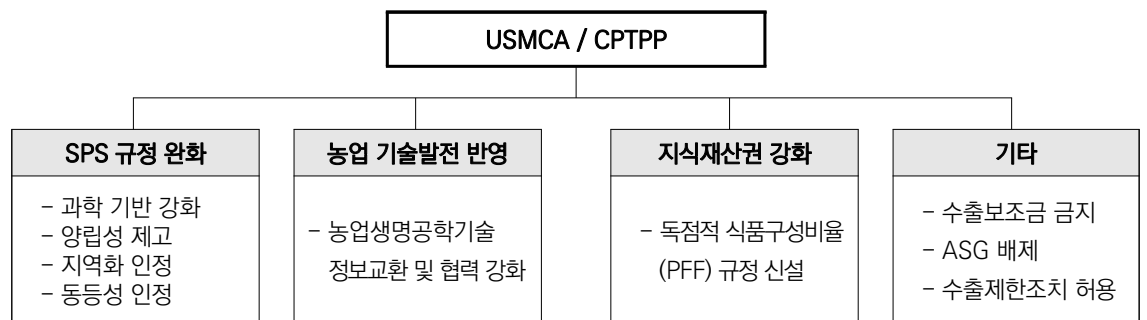 USMCA / CPTPP
SPS 규정 완화
- 과학 기반 강화
- 양립성 제고
- 지역화 인정
- 동등성 인정
농업 기술발전 반영
- 농업생명공학기술
정보교환 및 협력 강화
지식재산권 강화
- 독점적 식품구성비율
(PFF) 규정 신설
기타
- 수출보조금 금지
- ASG 배제
- 수출제한조치 허용